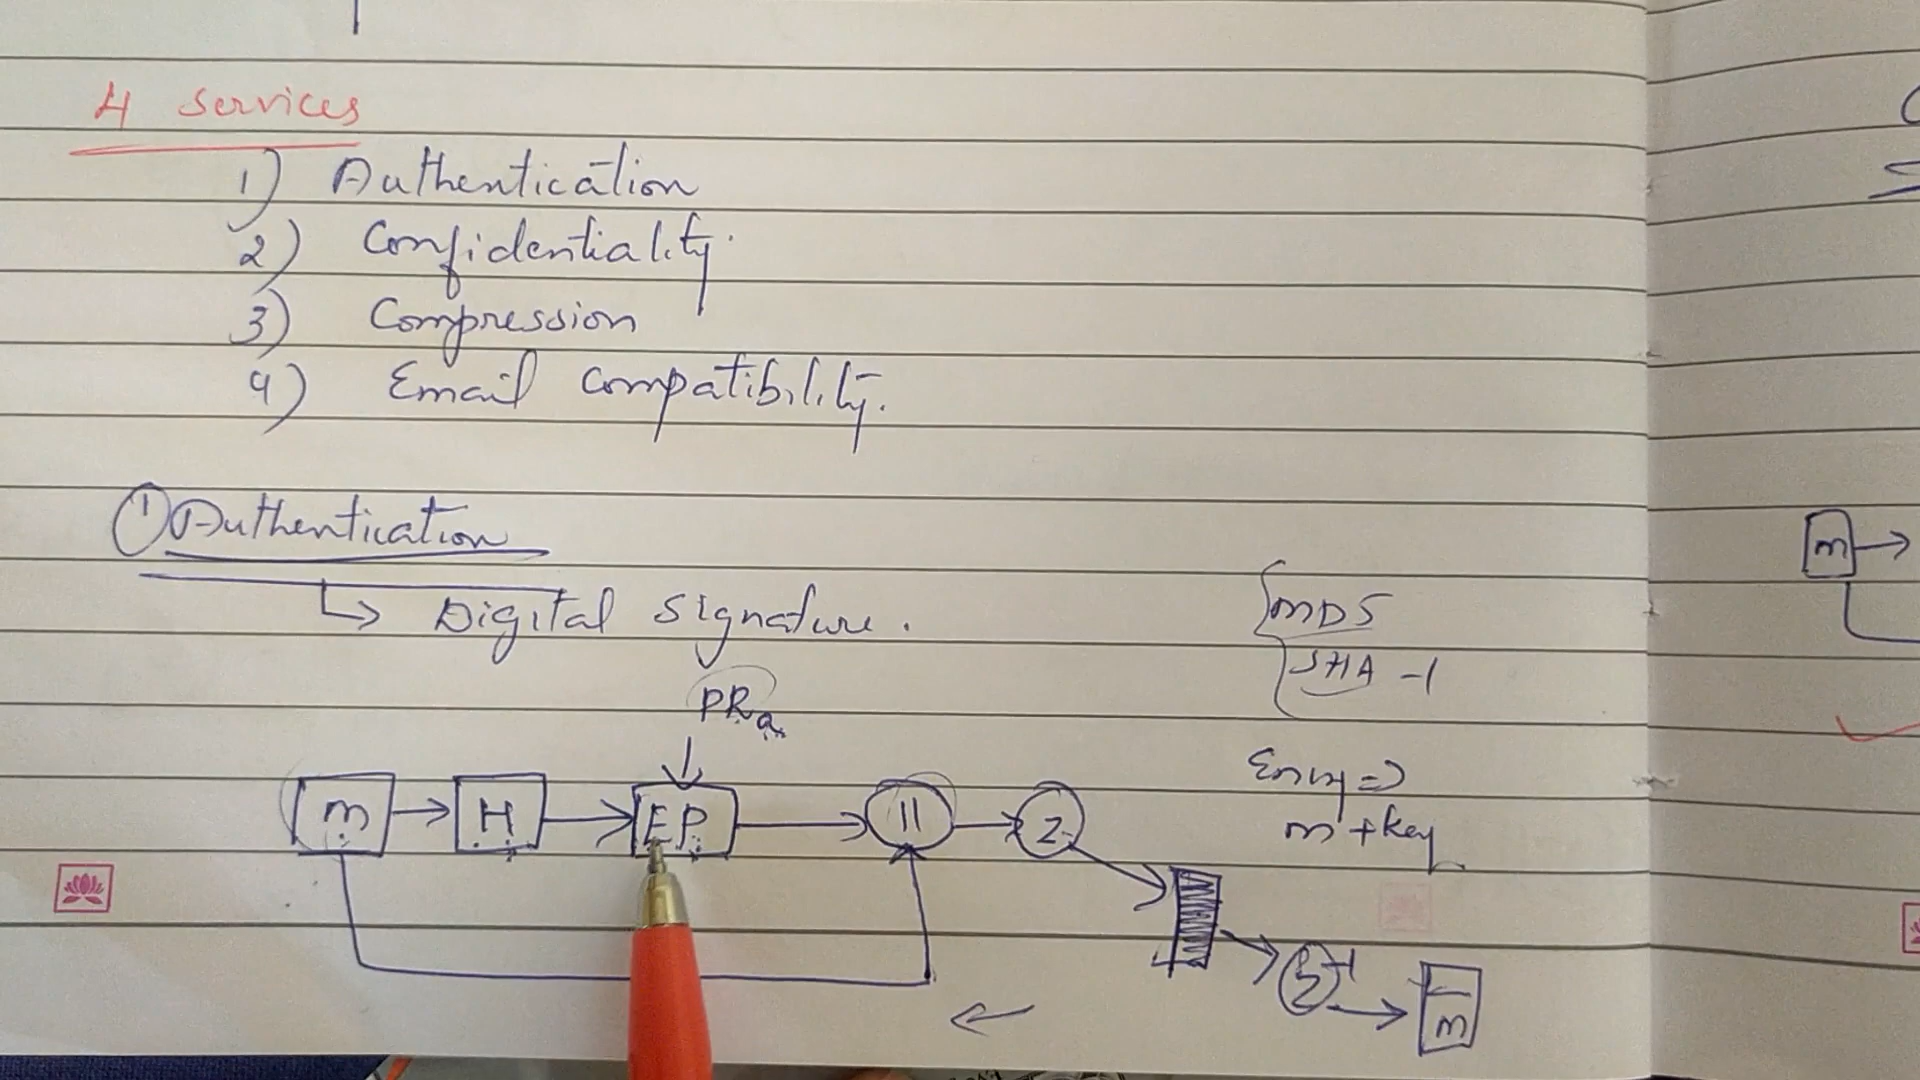 4 Services
1) Authentication
2) Confidentiality.
3) Compression
4) Email compatibility.
① Authentication
↳ Digital signature.
MD5
SHA-1
PRa
m → H → EP → || → Z
m + key
Z⁻¹
m
m →